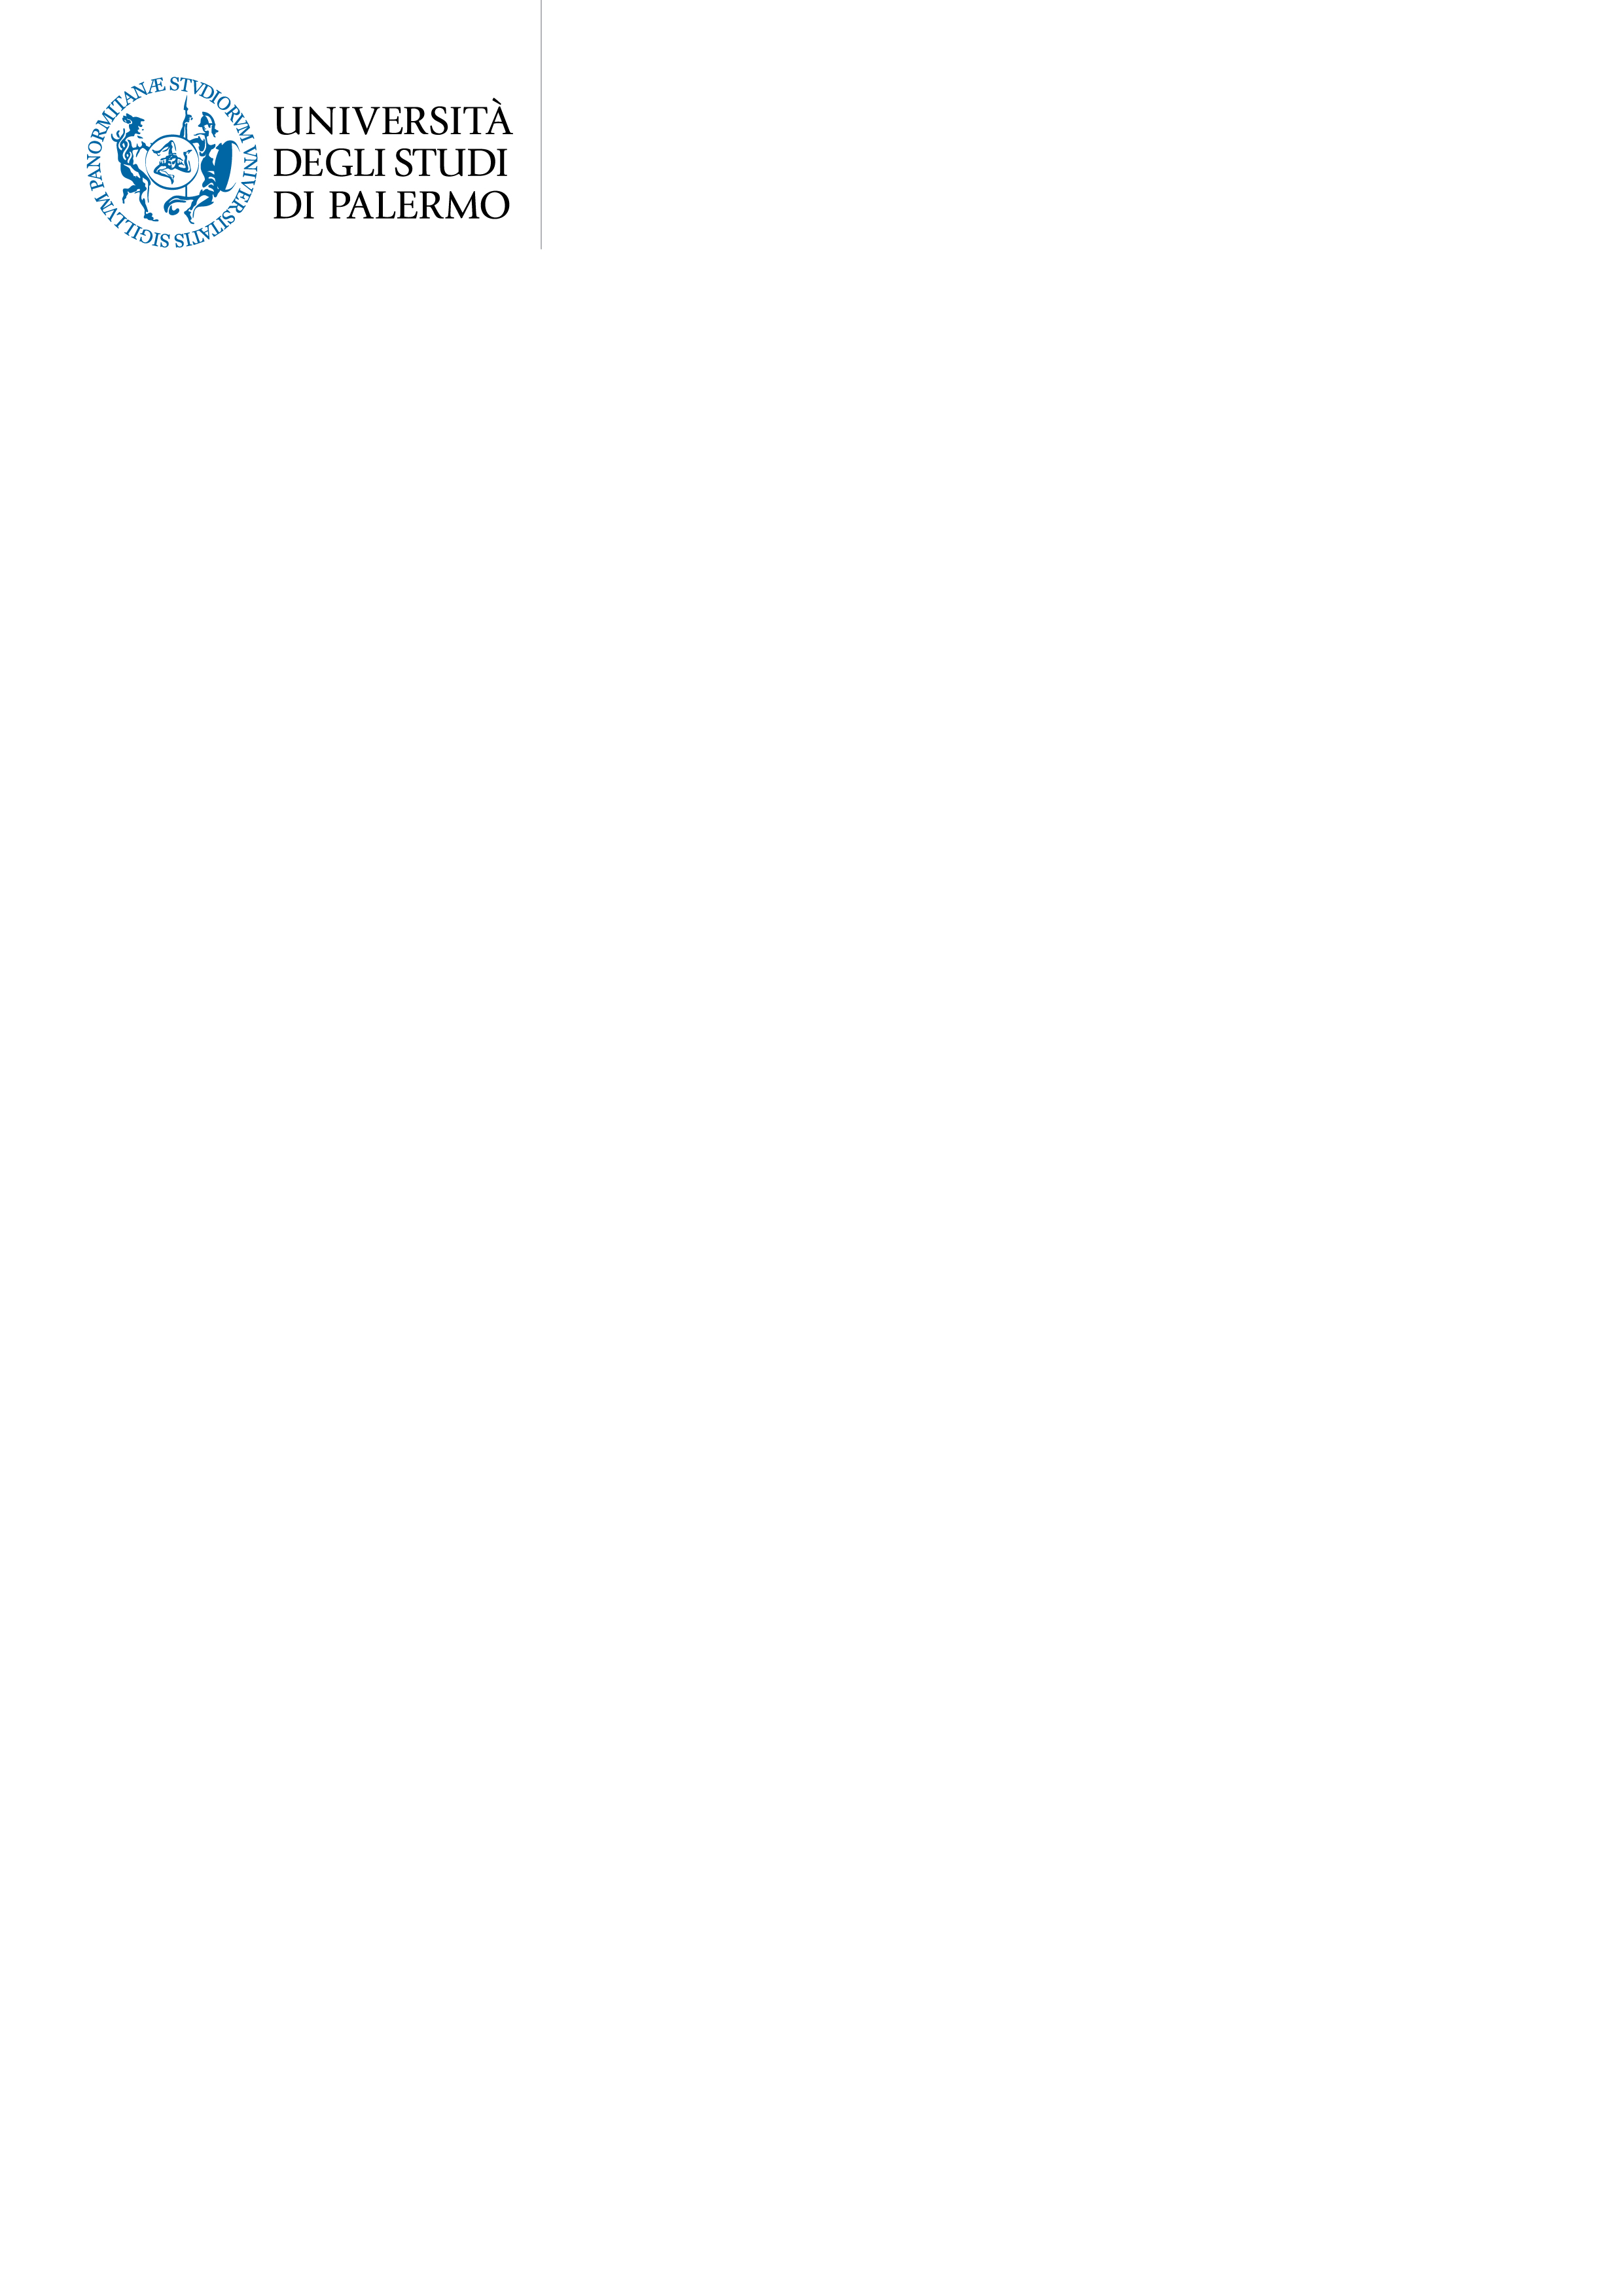 SIGILLVM PANORMITANÆ STVDIORVM VNIVERSITATIS
UNIVERSITÀ
DEGLI STUDI
DI PALERMO